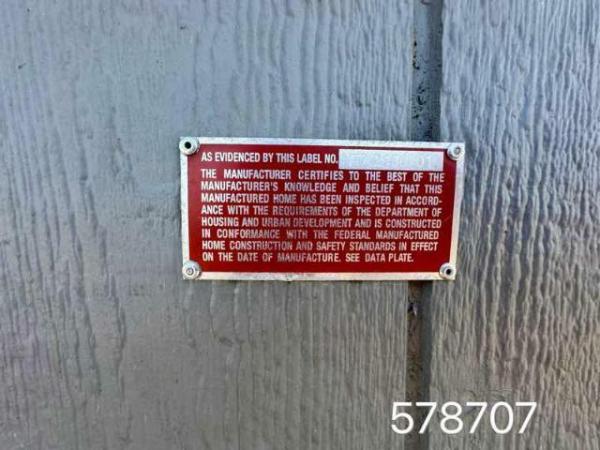 AS EVIDENCED BY THIS LABEL NO.
THE MANUFACTURER CERTIFIES TO THE BEST OF THE
MANUFACTURER'S KNOWLEDGE AND BELIEF THAT THIS
MANUFACTURED HOME HAS BEEN INSPECTED IN ACCORD-
ANCE WITH THE REQUIREMENTS OF THE DEPARTMENT OF
HOUSING AND URBAN DEVELOPMENT AND IS CONSTRUCTED
IN CONFORMANCE WITH THE FEDERAL MANUFACTURED
HOME CONSTRUCTION AND SAFETY STANDARDS IN EFFECT
ON THE DATE OF MANUFACTURE. SEE DATA PLATE.
578707